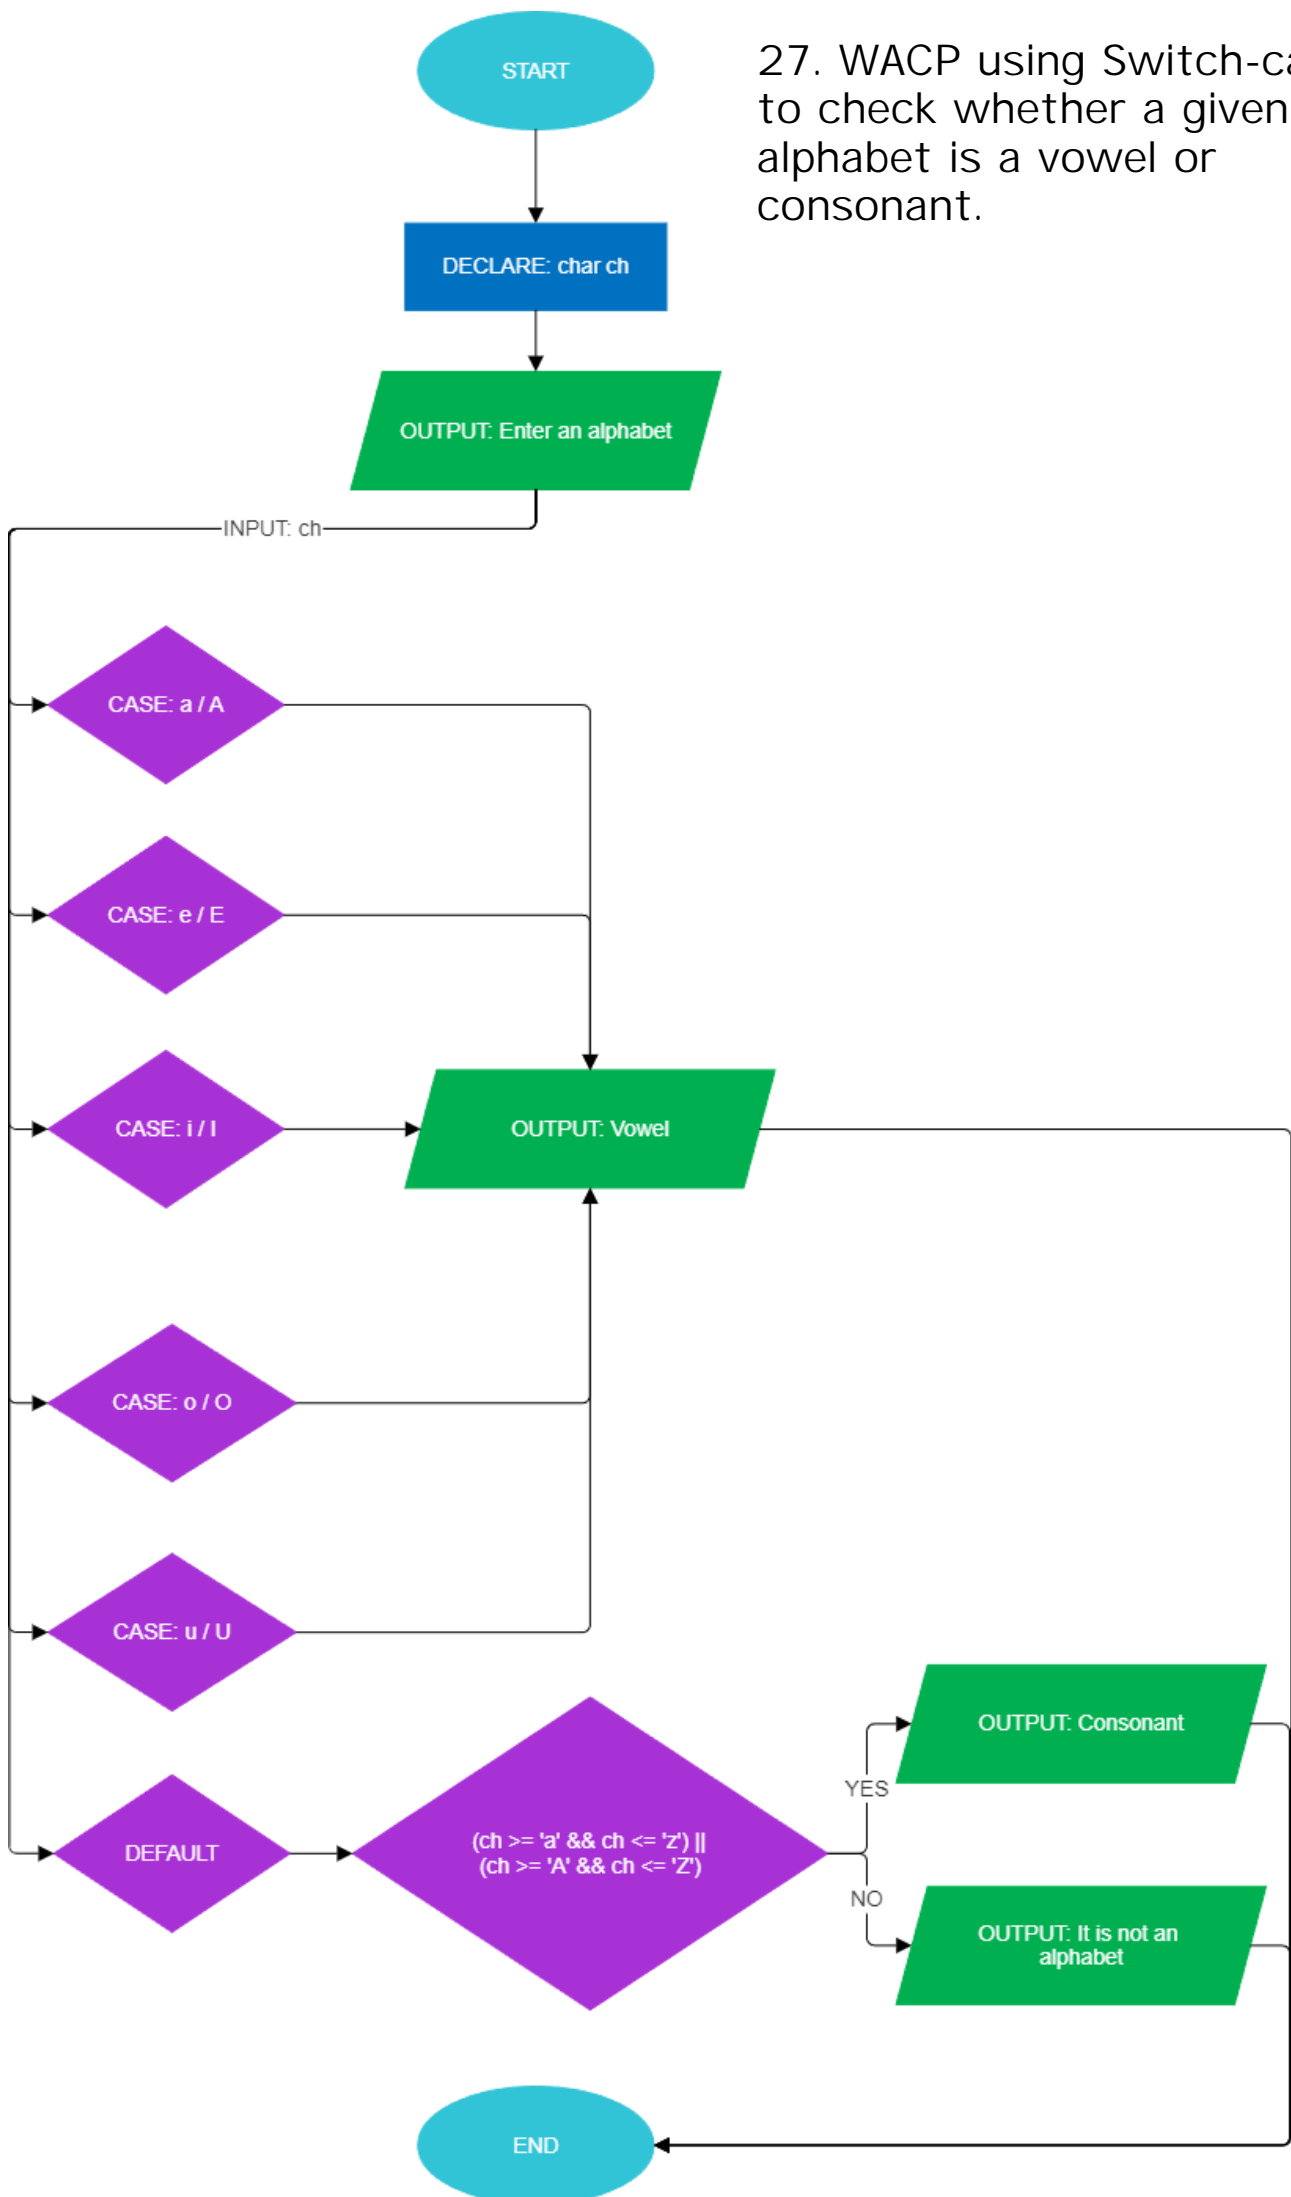 START
27. WACP using
to check whether a given
alphabet is a vowel or
consonant.
DECLARE: char ch
OUTPUT: Enter an alphabet
INPUT: ch
CASE: a / A
CASE: e / E
CASE: i / I
OUTPUT: Vowel
CASE: o / O
CASE: u / U
OUTPUT: Consonant
YES
DEFAULT
(ch >= 'a' && ch <= 'z') ||
(ch >= 'A' && ch <= 'Z')
NO
OUTPUT: It is not an
alphabet
END